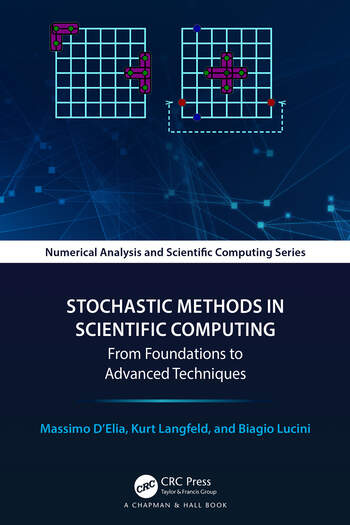 Numerical Analysis and Scientific Computing Series
STOCHASTIC METHODS IN
SCIENTIFIC COMPUTING
From Foundations to
Advanced Techniques
Massimo D'Elia, Kurt Langfeld, and Biagio Lucini
CRC
CRC Press
Taylor & Francis Group
A CHAPMAN & HALL BOOK